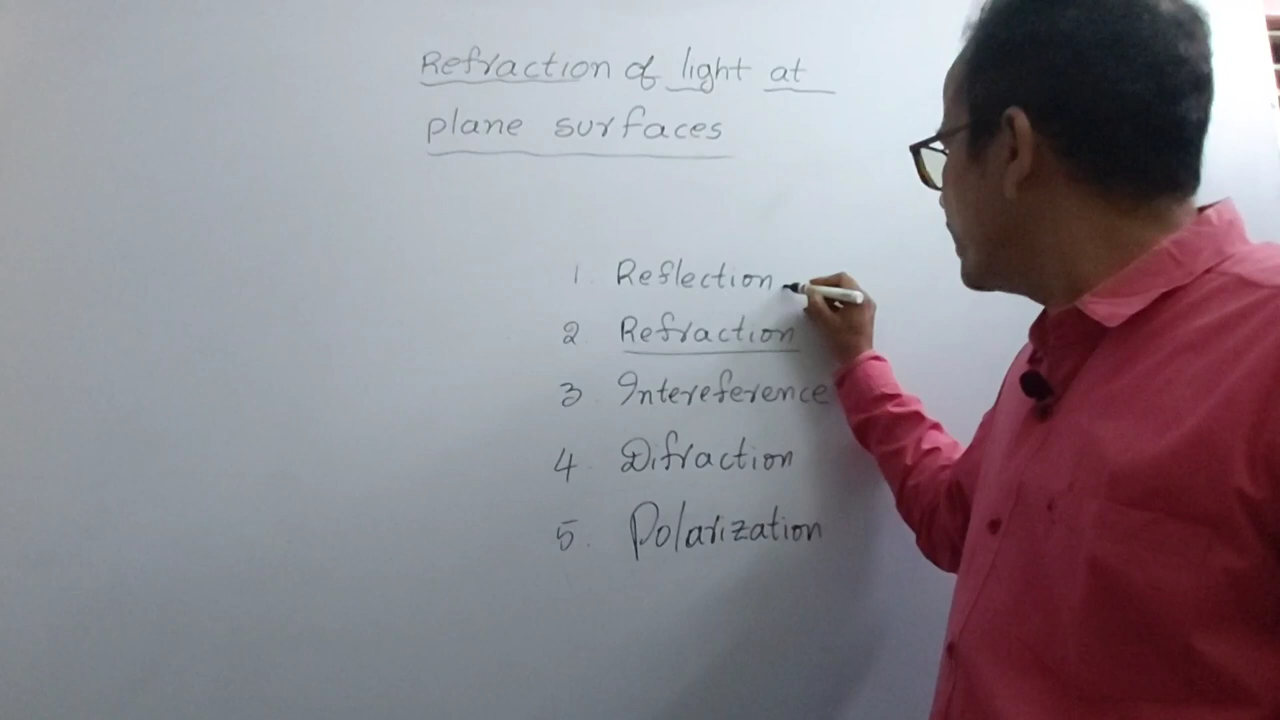 Refraction of light at
plane surfaces
1. Reflection
2 Refraction
3 Intereference
4. Difraction
5. Polarization